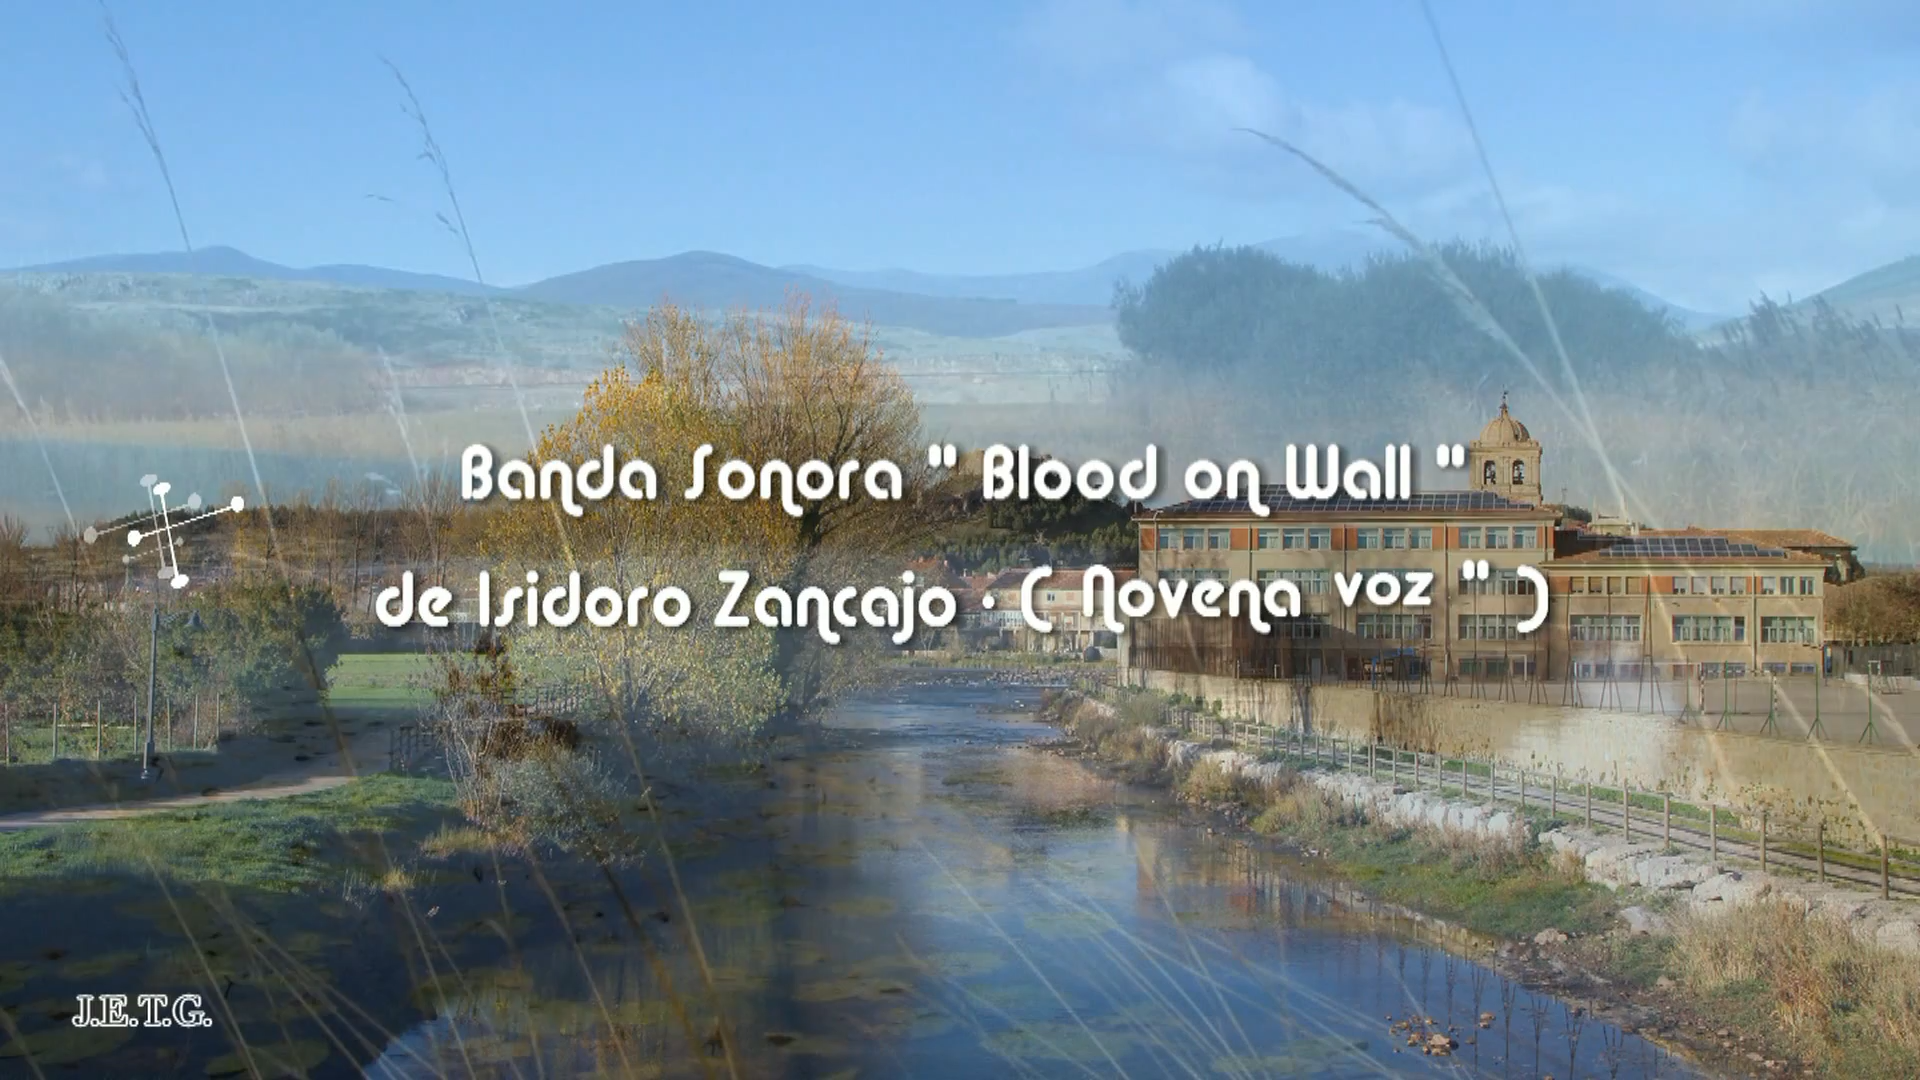 Banda Sonora " Blood on Wall "
de Isidoro Zancajo · ( Novena voz " )
J.E.T.G.